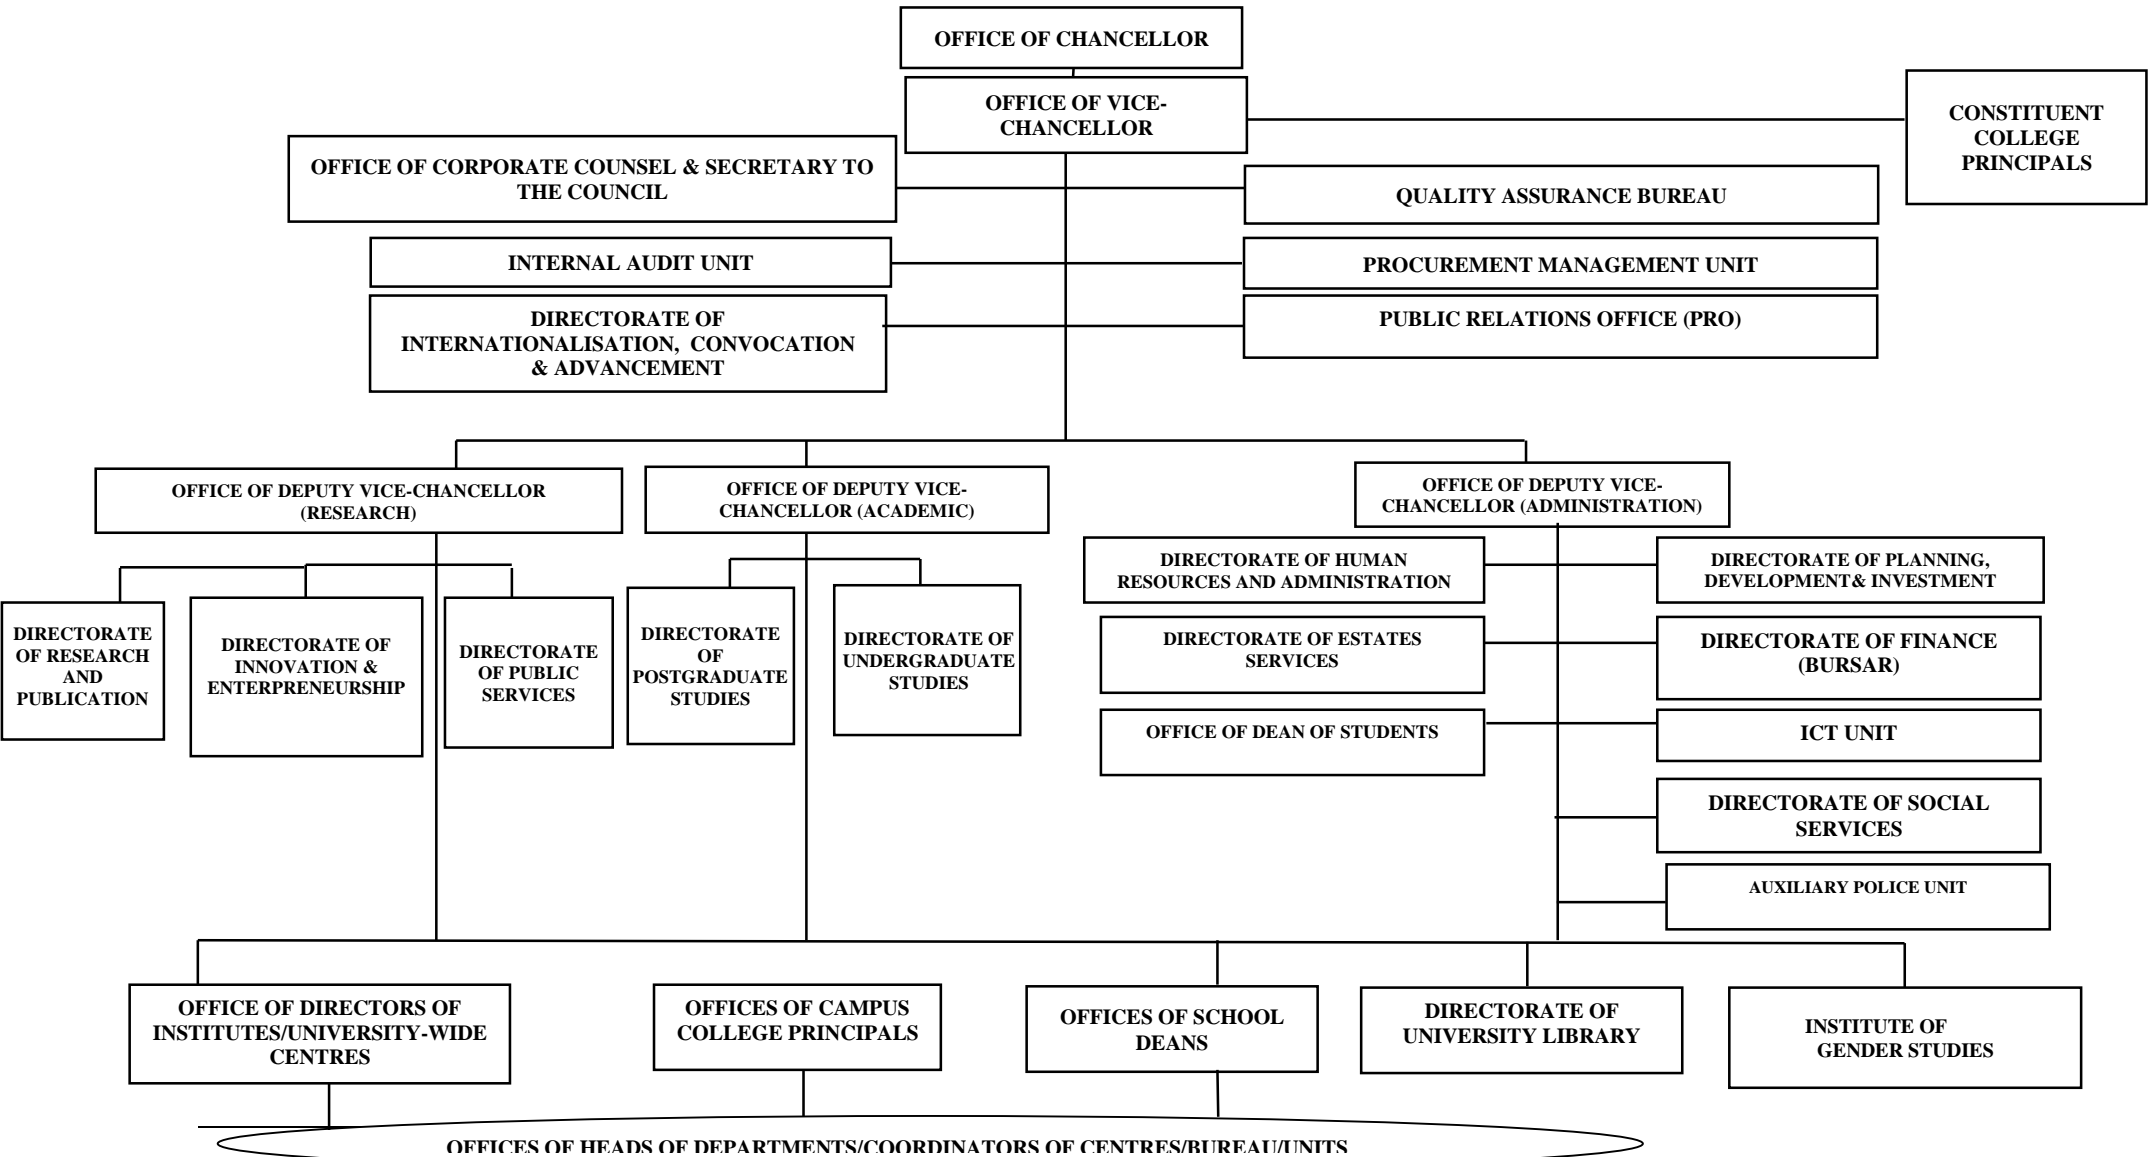 OFFICE OF CHANCELLOR
OFFICE OF VICE-
CHANCELLOR
CONSTITUENT
COLLEGE
PRINCIPALS
OFFICE OF CORPORATE COUNSEL & SECRETARY TO
THE COUNCIL
QUALITY ASSURANCE BUREAU
INTERNAL AUDIT UNIT
PROCUREMENT MANAGEMENT UNIT
DIRECTORATE OF
INTERNATIONALISATION, CONVOCATION
& ADVANCEMENT
PUBLIC RELATIONS OFFICE (PRO)
OFFICE OF DEPUTY VICE-CHANCELLOR
(RESEARCH)
OFFICE OF DEPUTY VICE-
CHANCELLOR (ACADEMIC)
OFFICE OF DEPUTY VICE-
CHANCELLOR (ADMINISTRATION)
DIRECTORATE OF HUMAN
RESOURCES AND ADMINISTRATION
DIRECTORATE OF PLANNING,
DEVELOPMENT& INVESTMENT
DIRECTORATE
OF RESEARCH
AND
PUBLICATION
DIRECTORATE OF
INNOVATION &
ENTERPRENEURSHIP
DIRECTORATE
OF PUBLIC
SERVICES
DIRECTORATE
OF
POSTGRADUATE
STUDIES
DIRECTORATE OF
UNDERGRADUATE
STUDIES
DIRECTORATE OF ESTATES
SERVICES
DIRECTORATE OF FINANCE
(BURSAR)
OFFICE OF DEAN OF STUDENTS
ICT UNIT
DIRECTORATE OF SOCIAL
SERVICES
AUXILIARY POLICE UNIT
OFFICE OF DIRECTORS OF
INSTITUTES/UNIVERSITY-WIDE
CENTRES
OFFICES OF CAMPUS
COLLEGE PRINCIPALS
OFFICES OF SCHOOL
DEANS
DIRECTORATE OF
UNIVERSITY LIBRARY
INSTITUTE OF
GENDER STUDIES
OFFICES OF HEADS OF DEPARTMENTS/COORDINATORS OF CENTRES/BUREAU/UNITS